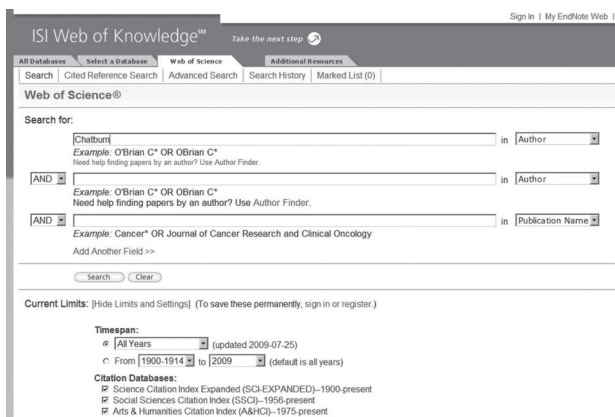 Sign In | My EndNote Web |
ISI Web of Knowledge℠ Take the next step
All Databases Select a Database Web of Science Additional Resources
Search | Cited Reference Search | Advanced Search | Search History | Marked List (0) |
Web of Science®
Search for:
Chatburn in Author
Example: O'Brian C* OR OBrian C*
Need help finding papers by an author? Use Author Finder.
AND in Author
Example: O'Brian C* OR OBrian C*
Need help finding papers by an author? Use Author Finder.
AND in Publication Name
Example: Cancer* OR Journal of Cancer Research and Clinical Oncology
Add Another Field >>
Search Clear
Current Limits: [Hide Limits and Settings] (To save these permanently, sign in or register.)
Timespan:
All Years (updated 2009-07-25)
From 1900-1914 to 2009 (default is all years)
Citation Databases:
Science Citation Index Expanded (SCI-EXPANDED)--1900-present
Social Sciences Citation Index (SSCI)--1956-present
Arts & Humanities Citation Index (A&HCI)--1975-present